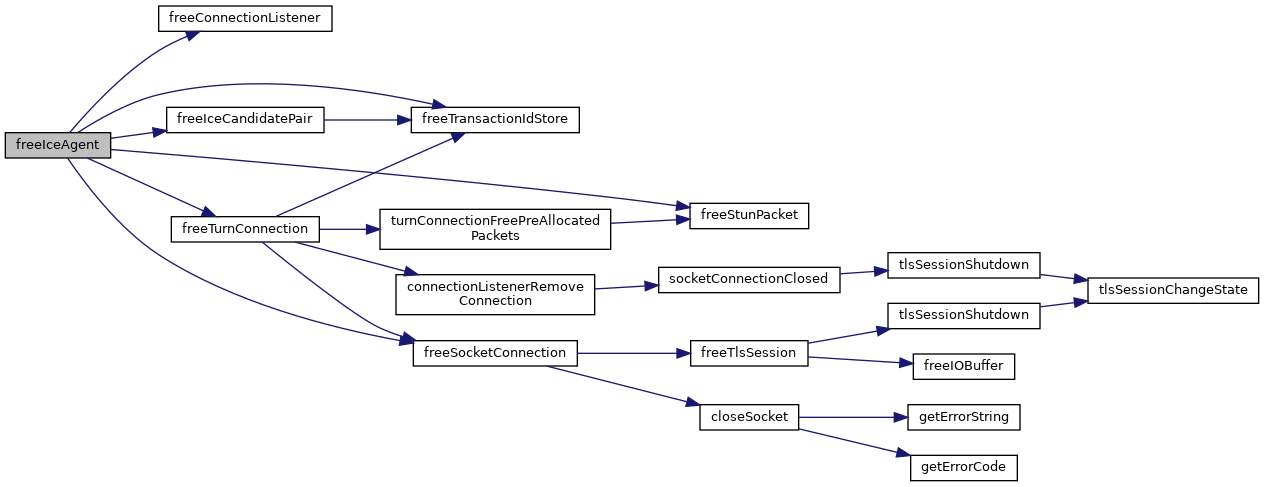 freeConnectionListener
freeIceCandidatePair
freeTransactionIdStore
freeIceAgent
freeTurnConnection
turnConnectionFreePreAllocated
Packets
freeStunPacket
connectionListenerRemove
Connection
socketConnectionClosed
tlsSessionShutdown
tlsSessionChangeState
tlsSessionShutdown
freeSocketConnection
freeTlsSession
freeIOBuffer
closeSocket
getErrorString
getErrorCode